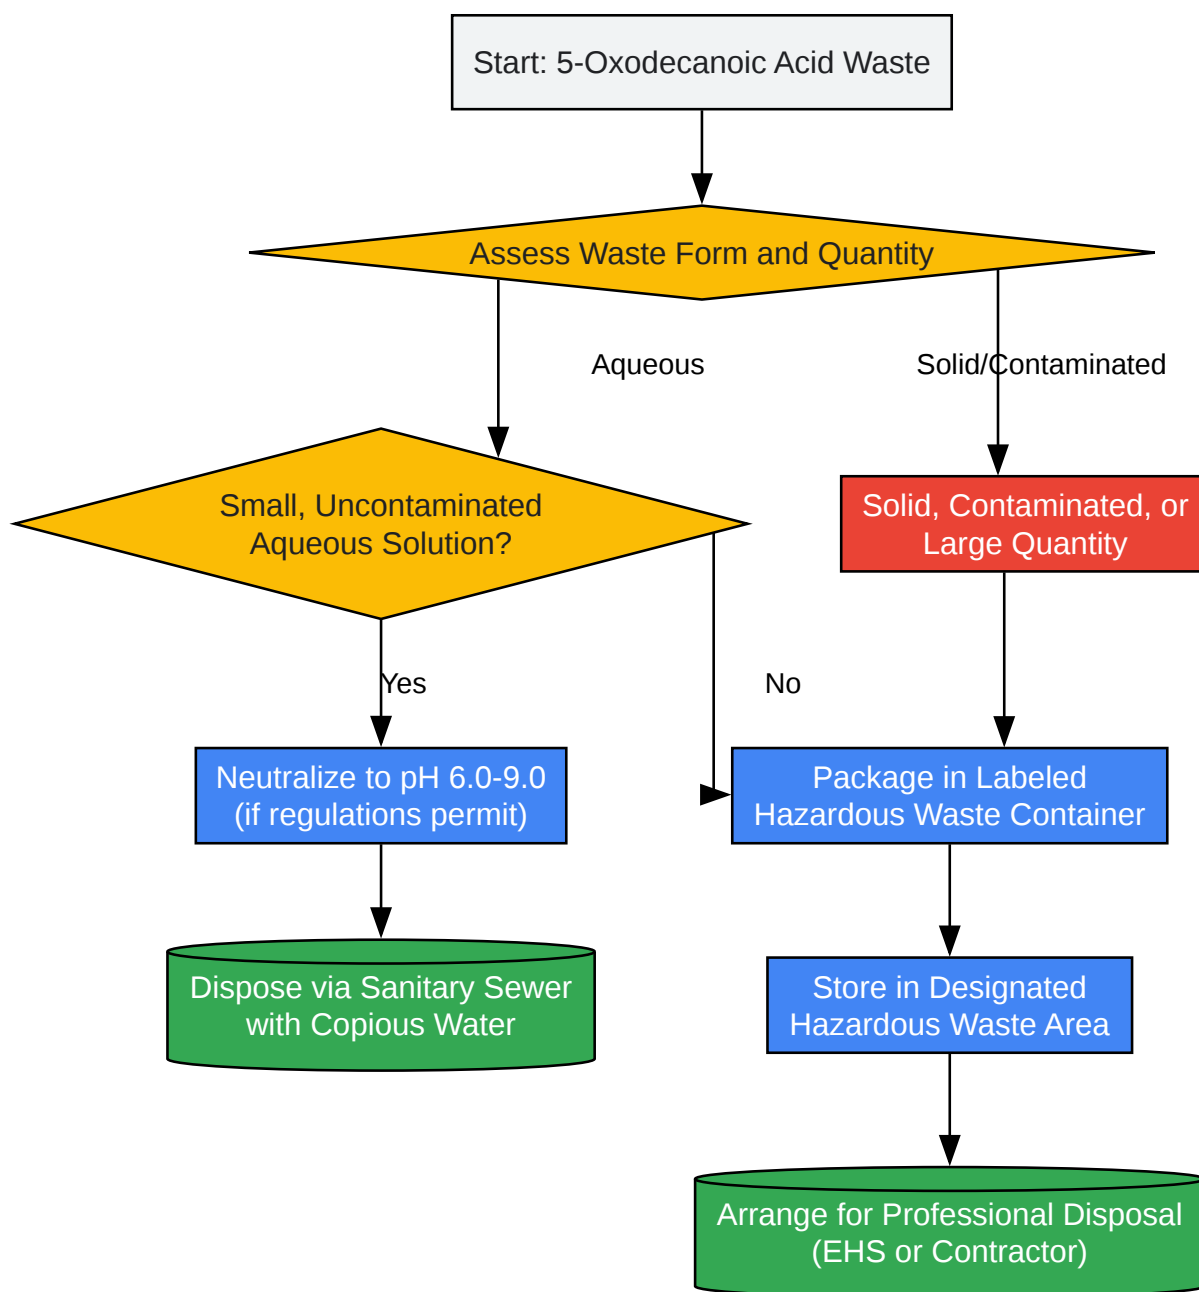 Start: 5-Oxodecanoic Acid Waste
Assess Waste Form and Quantity
Aqueous
Solid/Contaminated
Small, Uncontaminated
Aqueous Solution?
Solid, Contaminated, or
Large Quantity
Yes
No
Neutralize to pH 6.0-9.0
(if regulations permit)
Package in Labeled
Hazardous Waste Container
Dispose via Sanitary Sewer
with Copious Water
Store in Designated
Hazardous Waste Area
Arrange for Professional Disposal
(EHS or Contractor)